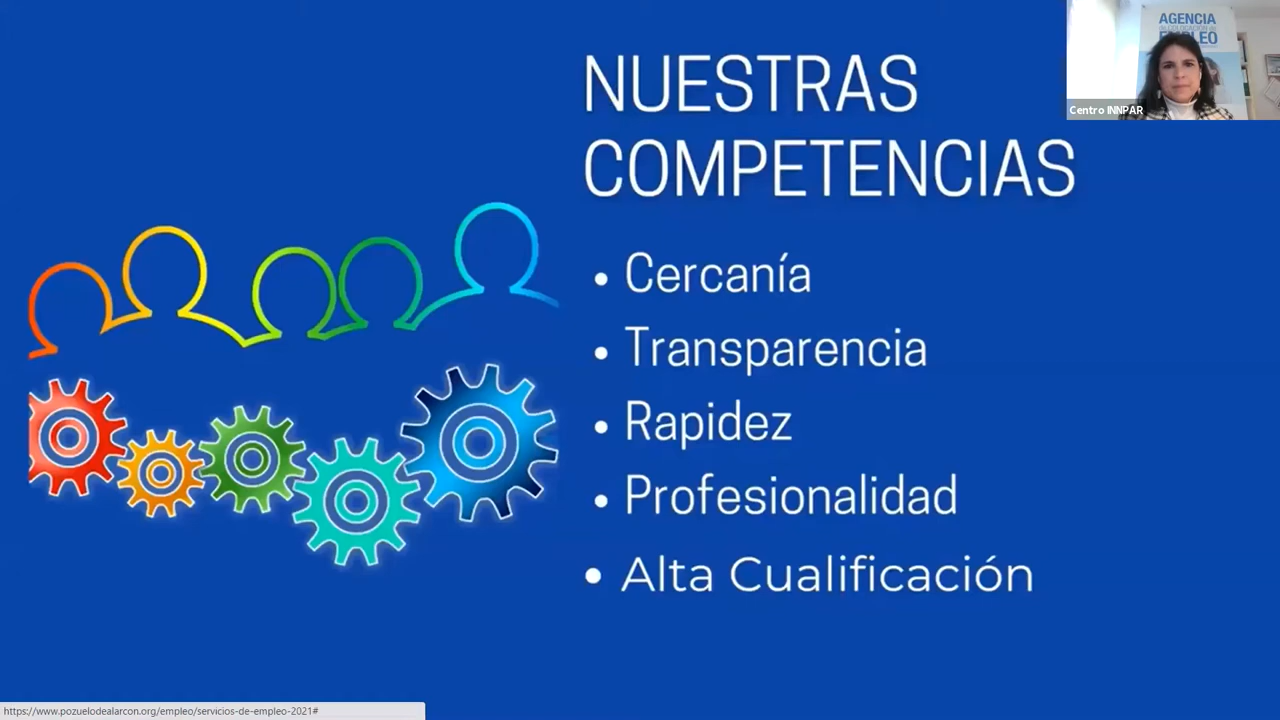 NUESTRAS
COMPETENCIAS
• Cercanía
• Transparencia
• Rapidez
• Profesionalidad
• Alta Cualificación
AGENCIA
Centro INNPAR
https://www.pozuelodealarcon.org/empleo/servicios-de-empleo-2021#